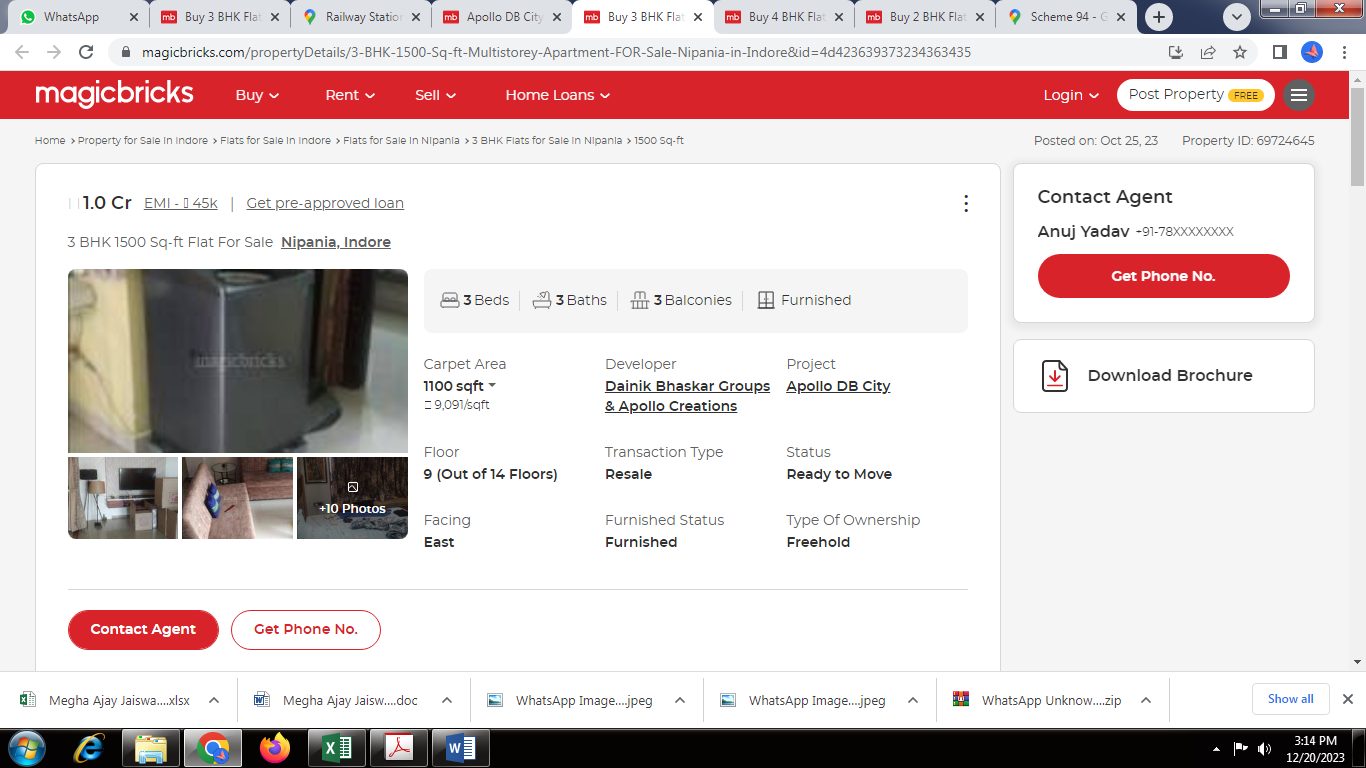 WhatsApp
Buy 3 BHK Flat
Railway Station
Apollo DB City
Buy 3 BHK Flat
Buy 4 BHK Flat
Buy 2 BHK Flat
Scheme 94 - G
magicbricks.com/propertyDetails/3-BHK-1500-Sq-ft-Multistorey-Apartment-FOR-Sale-Nipania-in-Indore&id=4d423639373234363435
magicbricks
Buy
Rent
Sell
Home Loans
Login
Post Property FREE
Home > Property for Sale in Indore > Flats for Sale in Indore > Flats for Sale in Nipania > 3 BHK Flats for Sale in Nipania > 1500 Sq-ft
Posted on: Oct 25, 23 Property ID: 69724645
1.0 Cr EMI - 45k | Get pre-approved loan
3 BHK 1500 Sq-ft Flat For Sale Nipania, Indore
magicbricks
+10 Photos
3 Beds 3 Baths 3 Balconies Furnished
Carpet Area
1100 sqft
9,091/sqft
Developer
Dainik Bhaskar Groups
& Apollo Creations
Project
Apollo DB City
Floor
9 (Out of 14 Floors)
Transaction Type
Resale
Status
Ready to Move
Facing
East
Furnished Status
Furnished
Type Of Ownership
Freehold
Contact Agent
Get Phone No.
Contact Agent
Anuj Yadav +91-78XXXXXXXX
Get Phone No.
Download Brochure
Megha Ajay Jaiswa....xlsx
Megha Ajay Jaisw....doc
WhatsApp Image....jpeg
WhatsApp Image....jpeg
WhatsApp Unknow....zip
Show all
3:14 PM
12/20/2023